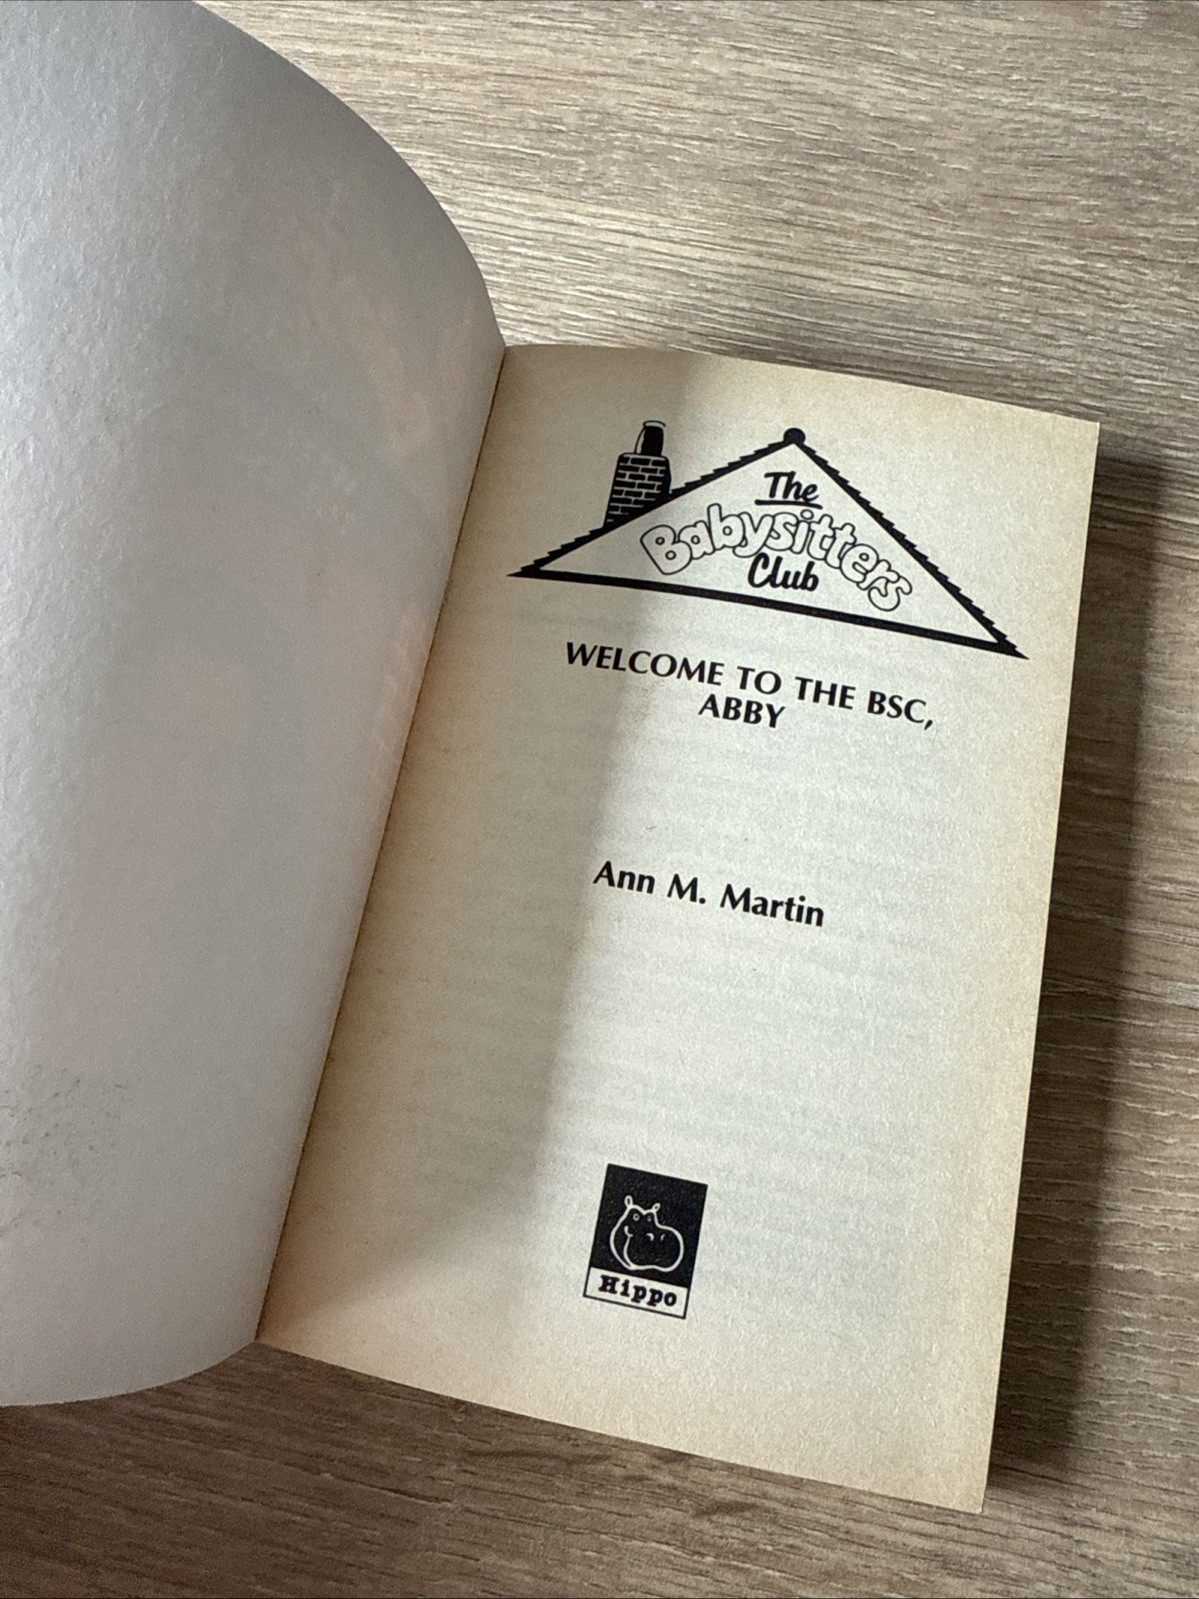 The
Babysitters
Club
WELCOME TO THE BSC,
ABBY
Ann M. Martin
Hippo